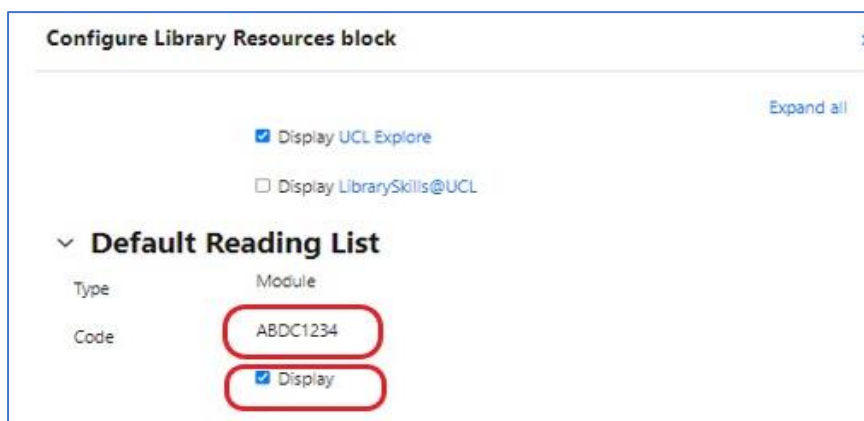 Configure Library Resources block
Expand all
Display UCL Explore
Display LibrarySkills@UCL
Default Reading List
Type Module
Code ABDC1234
Display